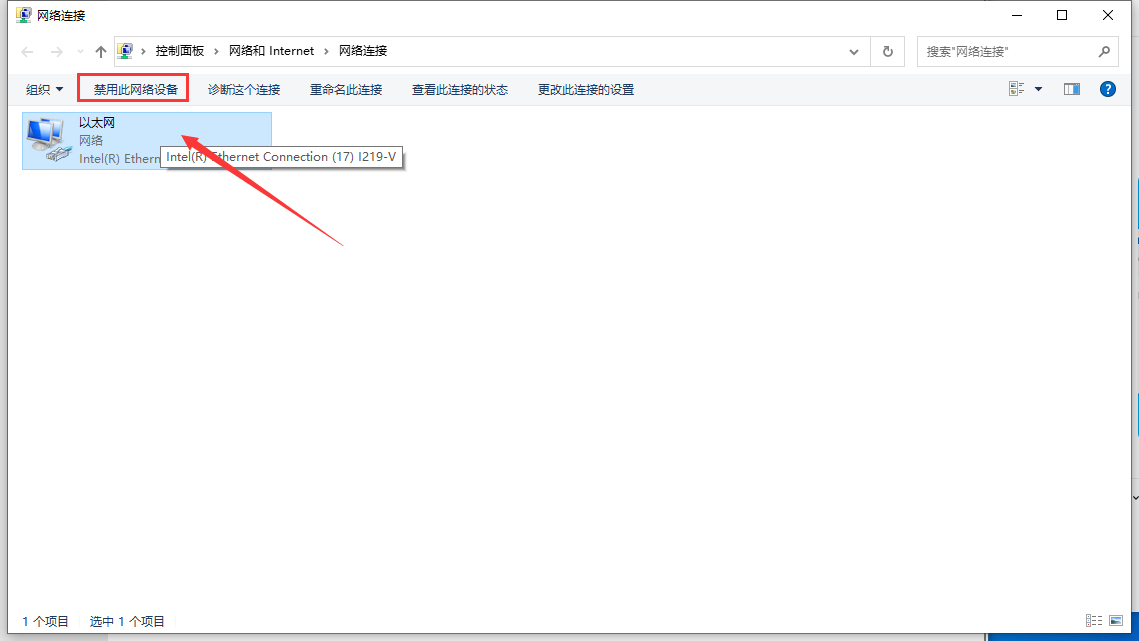 网络连接
控制面板 › 网络和 Internet › 网络连接
搜索"网络连接"
组织 禁用此网络设备 诊断这个连接 重命名此连接 查看此连接的状态 更改此连接的设置
以太网
网络
Intel(R) Ethern
Intel(R) Ethernet Connection (17) I219-V
1 个项目 选中 1 个项目